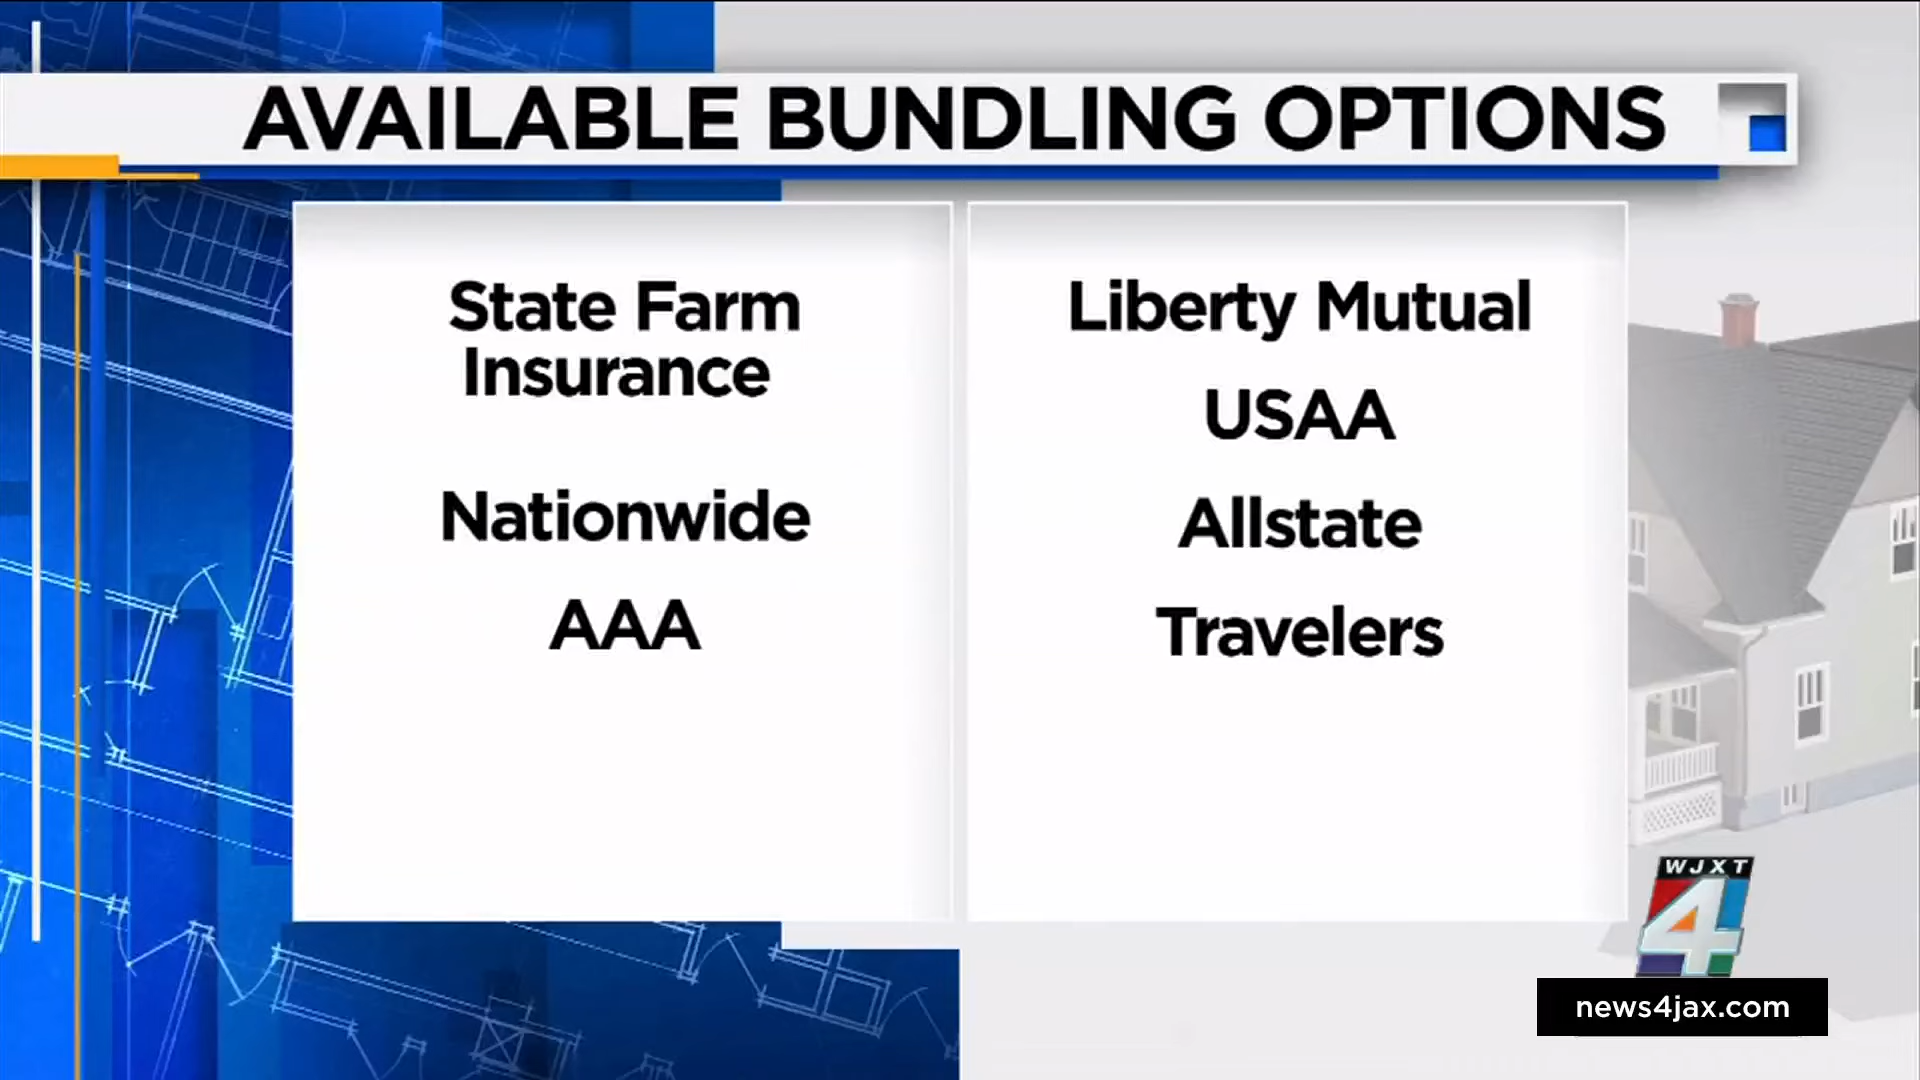 AVAILABLE BUNDLING OPTIONS
State Farm
Insurance
Nationwide
AAA
Liberty Mutual
USAA
Allstate
Travelers
WJXT
4
news4jax.com